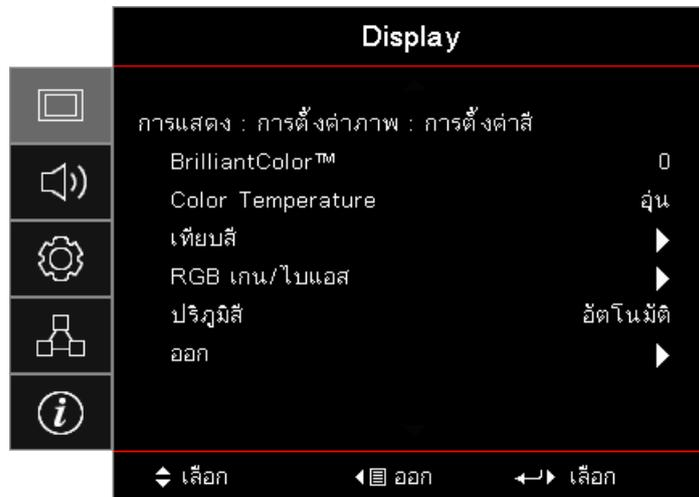 Display
การแสดง : การตั้งค่าภาพ : การตั้งค่าสี
BrilliantColor™ 0
Color Temperature อุ่น
เทียบสี
RGB เกน/ไบแอส
ปริภูมิสี อัตโนมัติ
ออก
เลือก ออก เลือก